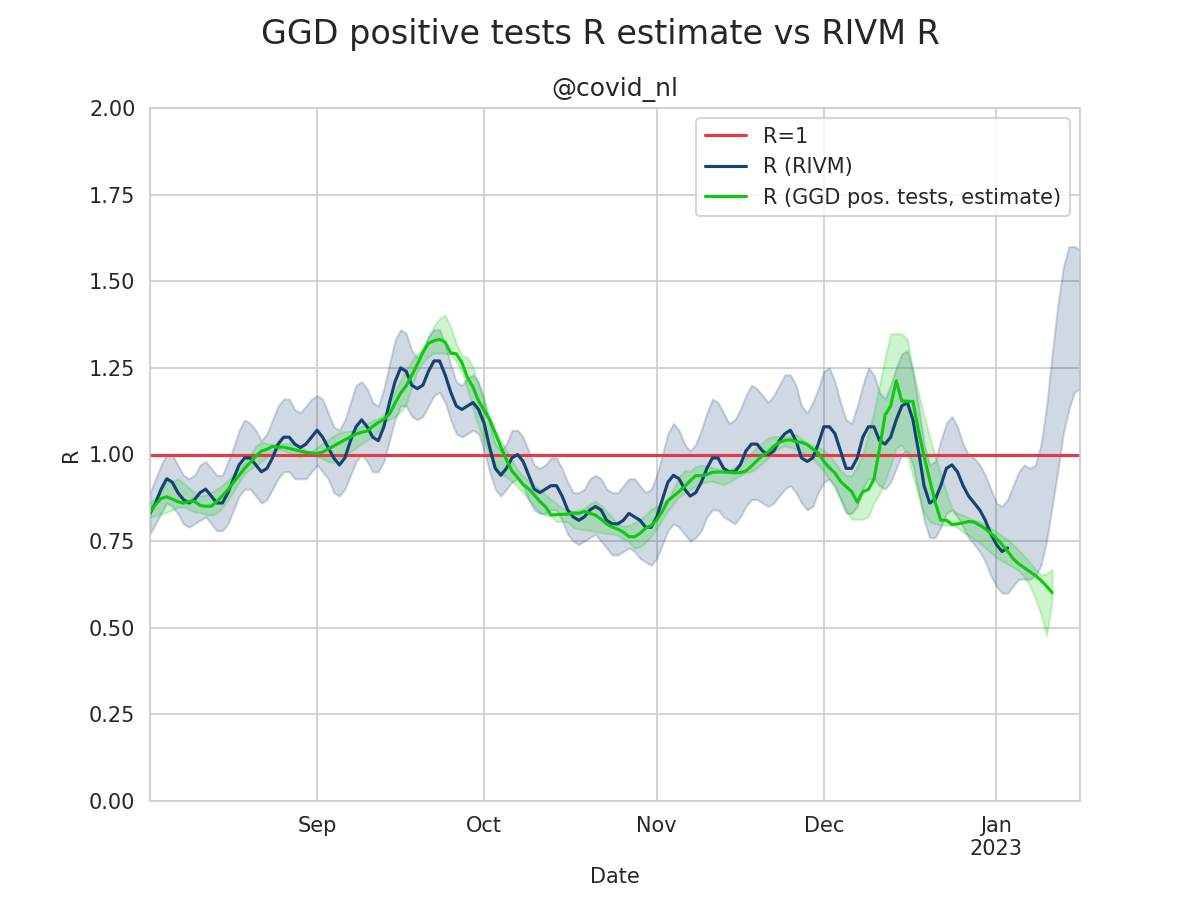 GGD positive tests R estimate vs RIVM R
@covid_nl
R=1
R (RIVM)
R (GGD pos. tests, estimate)
2.00
1.75
1.50
1.25
1.00
0.75
0.50
0.25
0.00
R
Sep
Oct
Nov
Dec
Jan
2023
Date